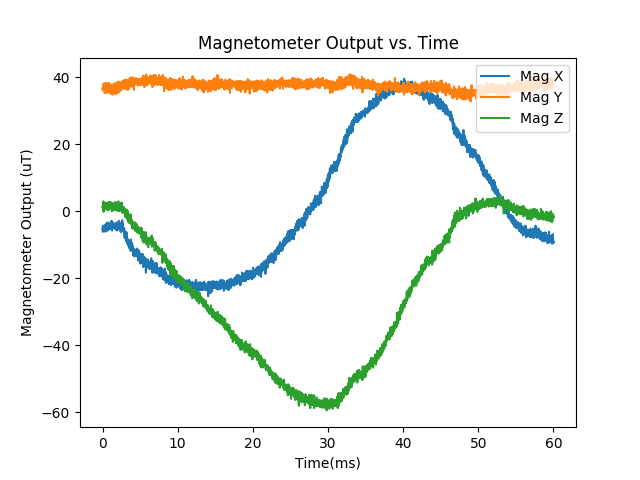 Magnetometer Output vs. Time
Mag X
Mag Y
Mag Z
Magnetometer Output (uT)
40
20
0
−20
−40
−60
0 10 20 30 40 50 60
Time(ms)